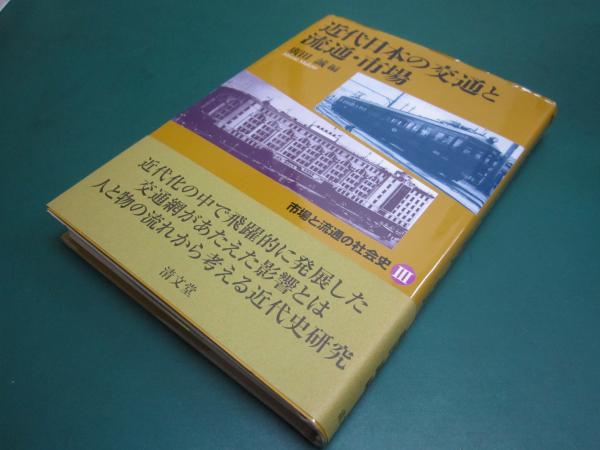 近代日本の交通と
流通・市場
廣田 誠 編
市場と流通の社会史 III
近代化の中で飛躍的に発展した
交通網があたえた影響とは
人と物の流れから考える近代史研究
清文堂